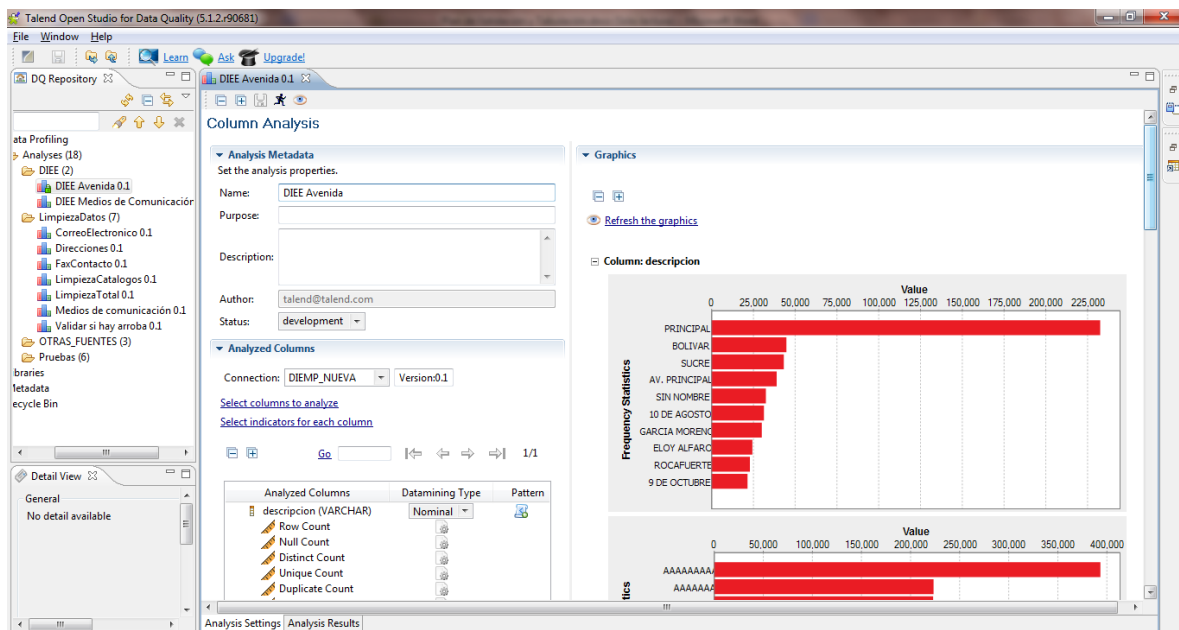 Talend Open Studio for Data Quality (5.1.2.r90681)
File Window Help
Learn Ask Upgrade!
DQ Repository
ata Profiling
Analyses (18)
DIEE (2)
DIEE Avenida 0.1
DIEE Medios de Comunicación
LimpiezaDatos (7)
CorreoElectronico 0.1
Direcciones 0.1
FaxContacto 0.1
LimpiezaCatalogos 0.1
LimpiezaTotal 0.1
Medios de comunicación 0.1
Validar si hay arroba 0.1
OTRAS_FUENTES (3)
Pruebas (6)
braries
letadata
ecycle Bin
Detail View
General
No detail available
DIEE Avenida 0.1
Column Analysis
Analysis Metadata
Set the analysis properties.
Name: DIEE Avenida
Purpose:
Description:
Author: talend@talend.com
Status: development
Analyzed Columns
Connection: DIEMP_NUEVA Version:0.1
Select columns to analyze
Select indicators for each column
Go 1/1
Analyzed Columns Datamining Type Pattern
descripcion (VARCHAR) Nominal
Row Count
Null Count
Distinct Count
Unique Count
Duplicate Count
Graphics
Refresh the graphics
Column: descripcion
Value
0 25,000 50,000 75,000 100,000 125,000 150,000 175,000 200,000 225,000
Frequency Statistics
PRINCIPAL
BOLIVAR
SUCRE
AV. PRINCIPAL
SIN NOMBRE
10 DE AGOSTO
GARCIA MORENO
ELOY ALFARO
ROCAFUERTE
9 DE OCTUBRE
Value
0 50,000 100,000 150,000 200,000 250,000 300,000 350,000 400,000
tics
AAAAAAAA
AAAAAAA
Analysis Settings Analysis Results